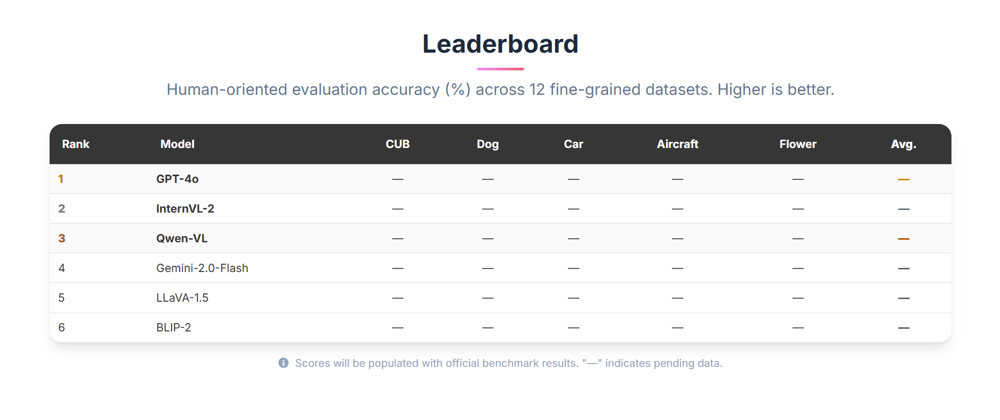 Leaderboard
Human-oriented evaluation accuracy (%) across 12 fine-grained datasets. Higher is better.
Rank Model CUB Dog Car Aircraft Flower Avg.
1 GPT-4o — — — — — —
2 InternVL-2 — — — — — —
3 Qwen-VL — — — — — —
4 Gemini-2.0-Flash — — — — — —
5 LLaVA-1.5 — — — — — —
6 BLIP-2 — — — — — —
Scores will be populated with official benchmark results. "—" indicates pending data.